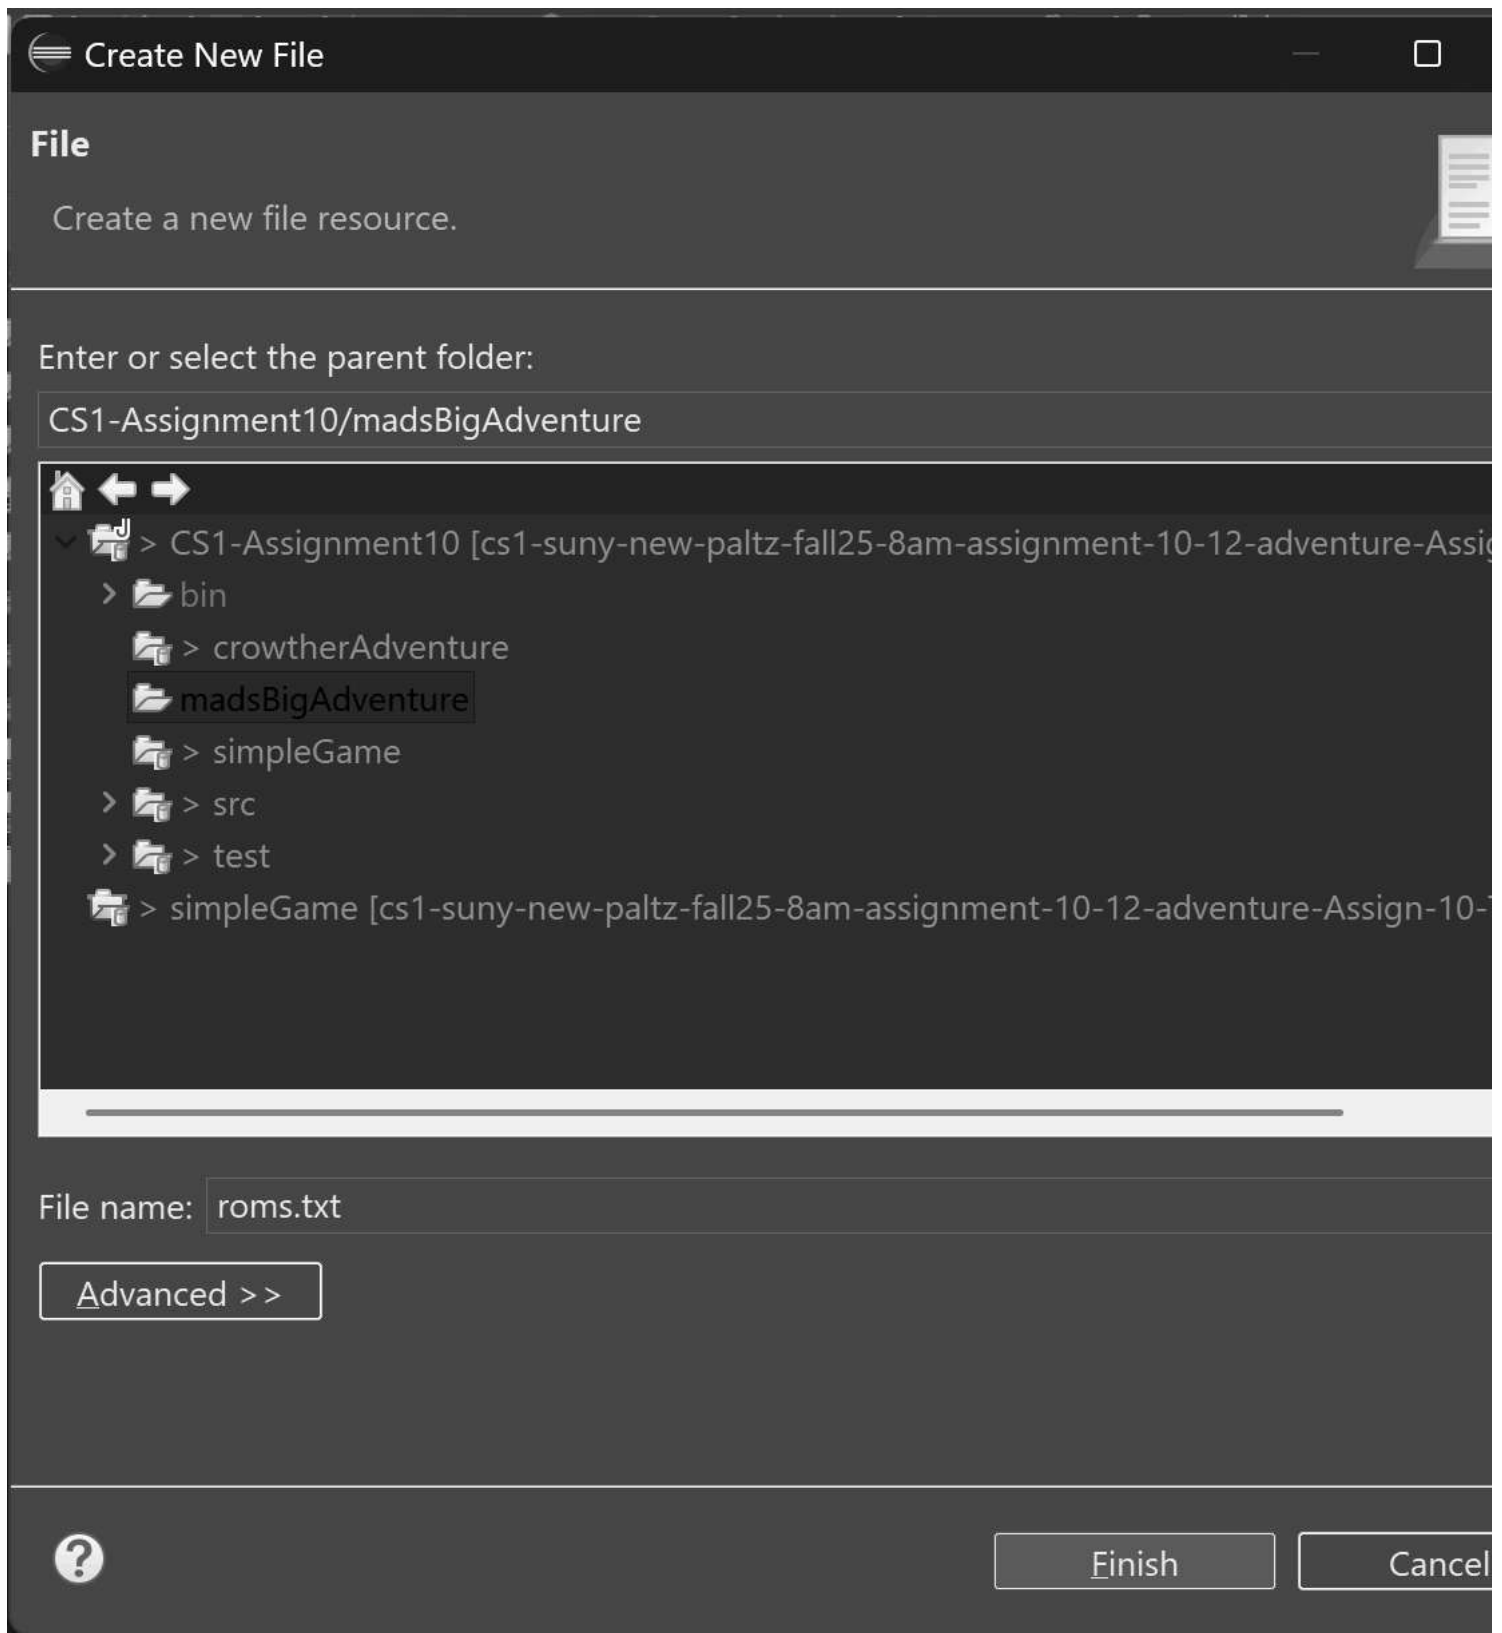 Create New File
File
Create a new file resource.
Enter or select the parent folder:
CS1-Assignment10/madsBigAdventure
> CS1-Assignment10 [cs1-suny-new-paltz-fall25-8am-assignment-10-12-adventure-Assig
> bin
> crowtherAdventure
madsBigAdventure
> simpleGame
> > src
> > test
> simpleGame [cs1-suny-new-paltz-fall25-8am-assignment-10-12-adventure-Assign-10-
File name: roms.txt
Advanced >>
? Finish Cancel